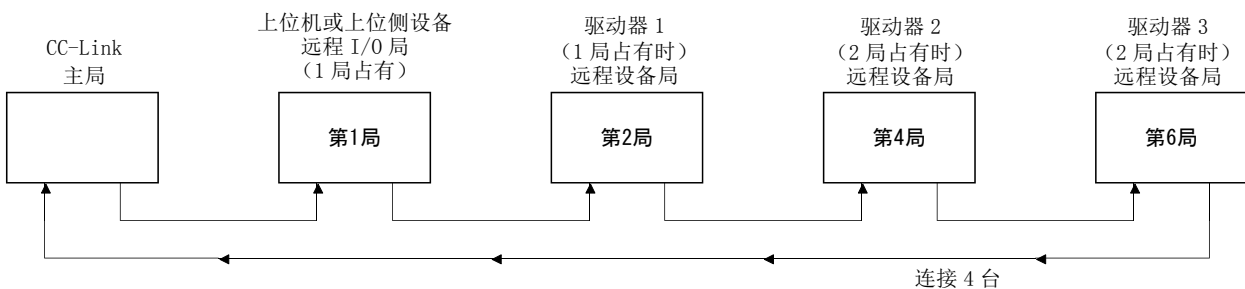 CC-Link
主局
上位机或上位侧设备
远程 I/O 局
（1 局占有）
驱动器 1
（1 局占有时）
远程设备局
驱动器 2
（2 局占有时）
远程设备局
驱动器 3
（2 局占有时）
远程设备局
第1局
第2局
第4局
第6局
连接 4 台